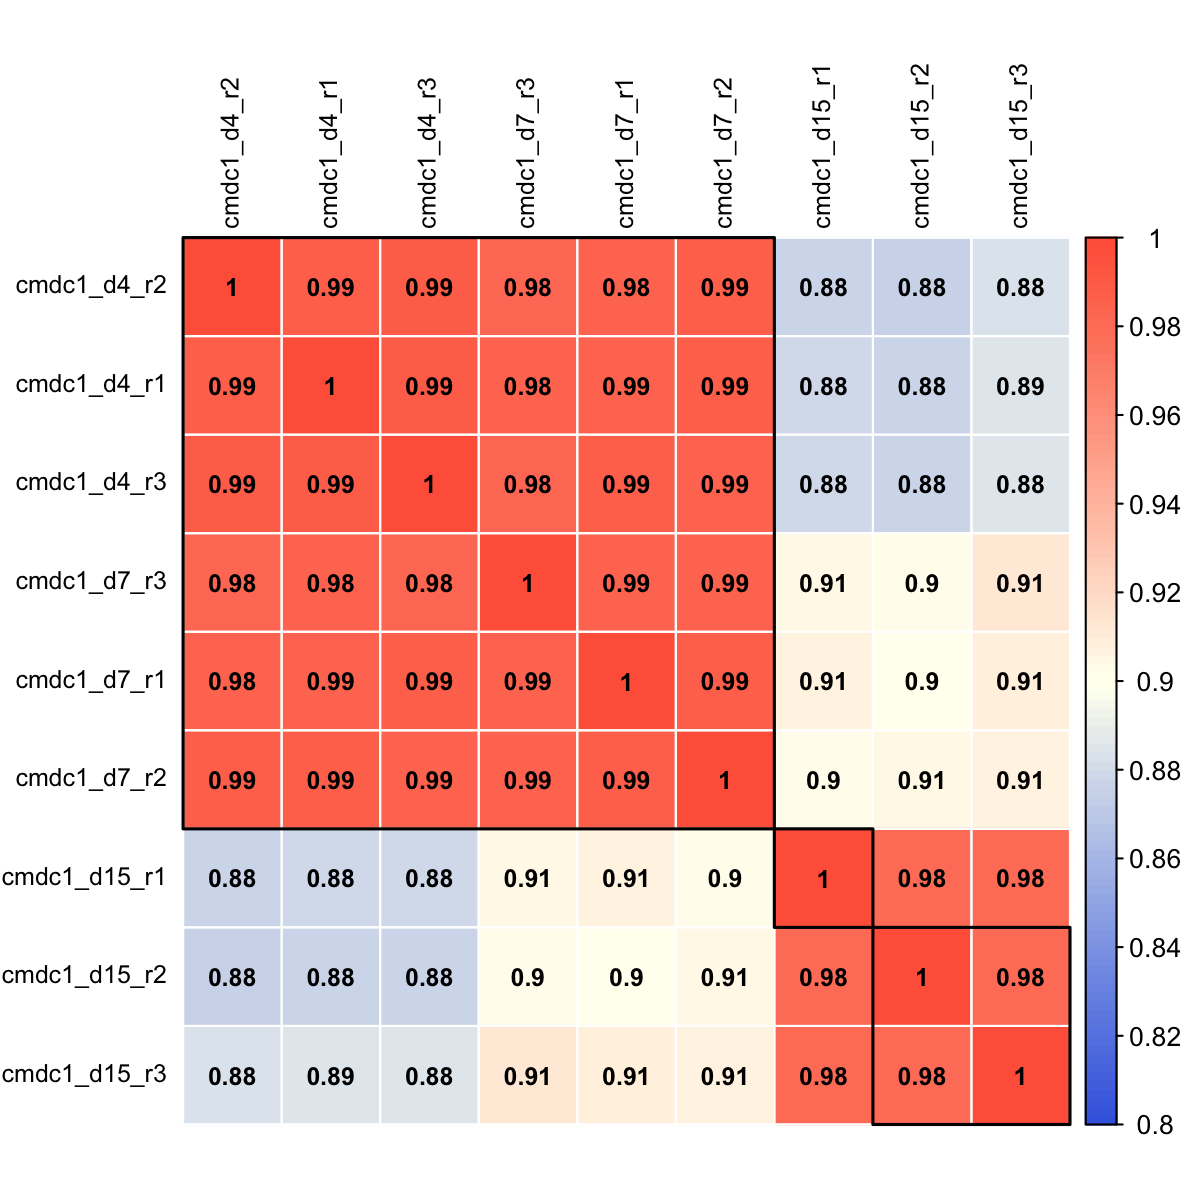 cmdc1_d4_r2 cmdc1_d4_r1 cmdc1_d4_r3 cmdc1_d7_r3 cmdc1_d7_r1 cmdc1_d7_r2 cmdc1_d15_r1 cmdc1_d15_r2 cmdc1_d15_r3
cmdc1_d4_r2 1 0.99 0.99 0.98 0.98 0.99 0.88 0.88 0.88
cmdc1_d4_r1 0.99 1 0.99 0.98 0.99 0.99 0.88 0.88 0.89
cmdc1_d4_r3 0.99 0.99 1 0.98 0.99 0.99 0.88 0.88 0.88
cmdc1_d7_r3 0.98 0.98 0.98 1 0.99 0.99 0.91 0.9 0.91
cmdc1_d7_r1 0.98 0.99 0.99 0.99 1 0.99 0.91 0.9 0.91
cmdc1_d7_r2 0.99 0.99 0.99 0.99 0.99 1 0.9 0.91 0.91
cmdc1_d15_r1 0.88 0.88 0.88 0.91 0.91 0.9 1 0.98 0.98
cmdc1_d15_r2 0.88 0.88 0.88 0.9 0.9 0.91 0.98 1 0.98
cmdc1_d15_r3 0.88 0.89 0.88 0.91 0.91 0.91 0.98 0.98 1
1
0.98
0.96
0.94
0.92
0.9
0.88
0.86
0.84
0.82
0.8